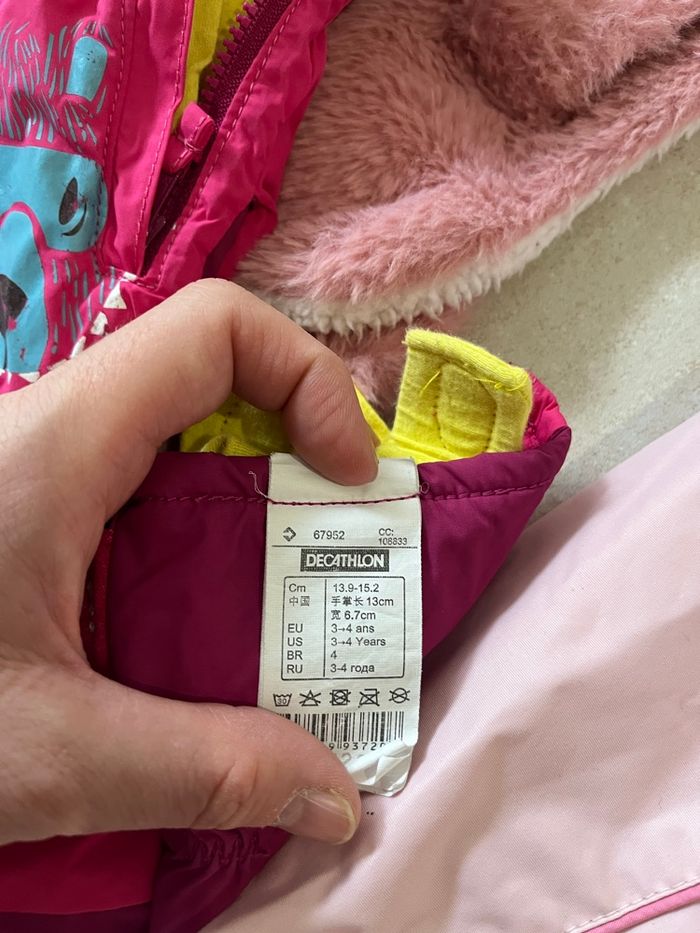 67952 CC:
108833
DECATHLON
Cm 13.9-15.2
中国 手掌长 13cm
宽 6.7cm
EU 3→4 ans
US 3→4 Years
BR 4
RU 3-4 года
30